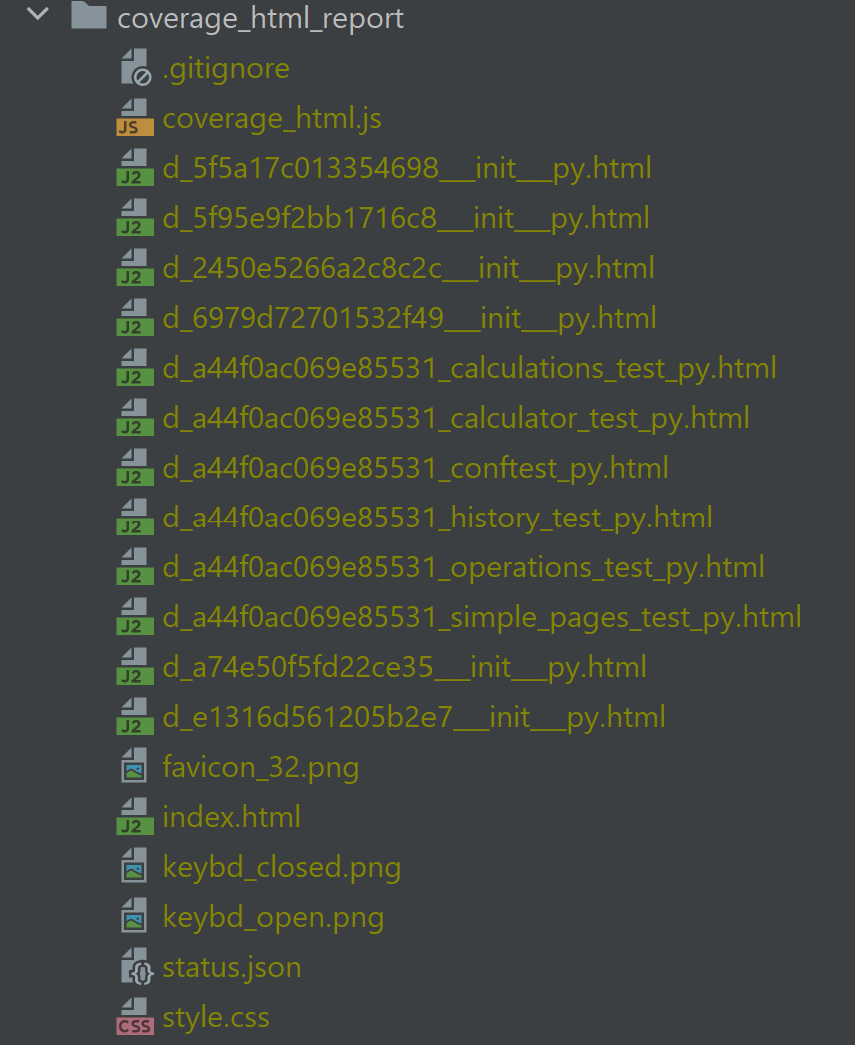 coverage_html_report
.gitignore
JS coverage_html.js
J2 d_5f5a17c013354698___init___py.html
J2 d_5f95e9f2bb1716c8___init___py.html
J2 d_2450e5266a2c8c2c___init___py.html
J2 d_6979d72701532f49___init___py.html
J2 d_a44f0ac069e85531_calculations_test_py.html
J2 d_a44f0ac069e85531_calculator_test_py.html
J2 d_a44f0ac069e85531_conftest_py.html
J2 d_a44f0ac069e85531_history_test_py.html
J2 d_a44f0ac069e85531_operations_test_py.html
J2 d_a44f0ac069e85531_simple_pages_test_py.html
J2 d_a74e50f5fd22ce35___init___py.html
J2 d_e1316d561205b2e7___init___py.html
favicon_32.png
J2 index.html
keybd_closed.png
keybd_open.png
{} status.json
CSS style.css